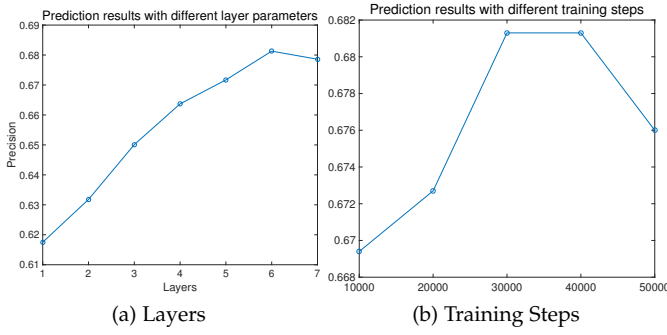 Prediction results with different layer parameters
0.69
0.68
0.67
0.66
0.65
0.64
0.63
0.62
0.61
Precision
1 2 3 4 5 6 7
Layers
(a) Layers
Prediction results with different training steps
0.682
0.68
0.678
0.676
0.674
0.672
0.67
0.668
10000 20000 30000 40000 50000
(b) Training Steps